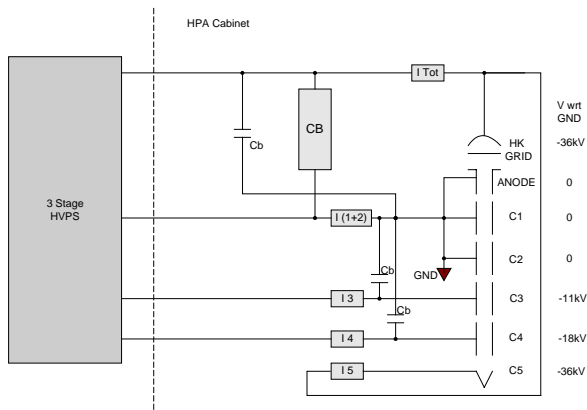 HPA Cabinet
I Tot
V wrt
GND
Cb
CB
HK
-36kV
GRID
ANODE
0
3 Stage
HVPS
I (1+2)
C1
0
C2
0
GND
Cb
I 3
C3
-11kV
Cb
I 4
C4
-18kV
I 5
C5
-36kV